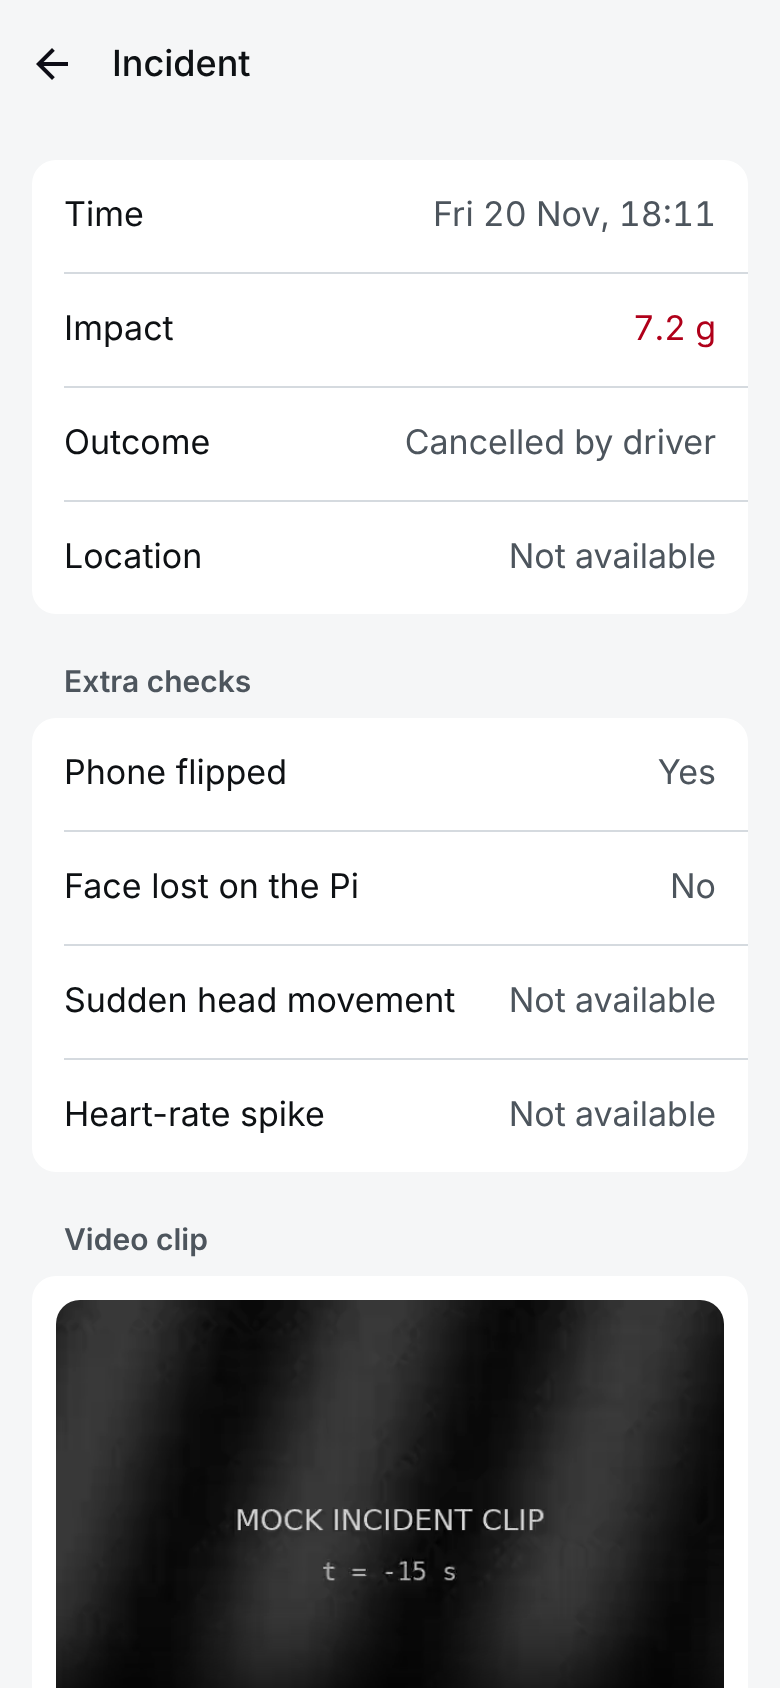 Incident
Time Fri 20 Nov, 18:11
Impact 7.2 g
Outcome Cancelled by driver
Location Not available
Extra checks
Phone flipped Yes
Face lost on the Pi No
Sudden head movement Not available
Heart-rate spike Not available
Video clip
MOCK INCIDENT CLIP
t = -15 s